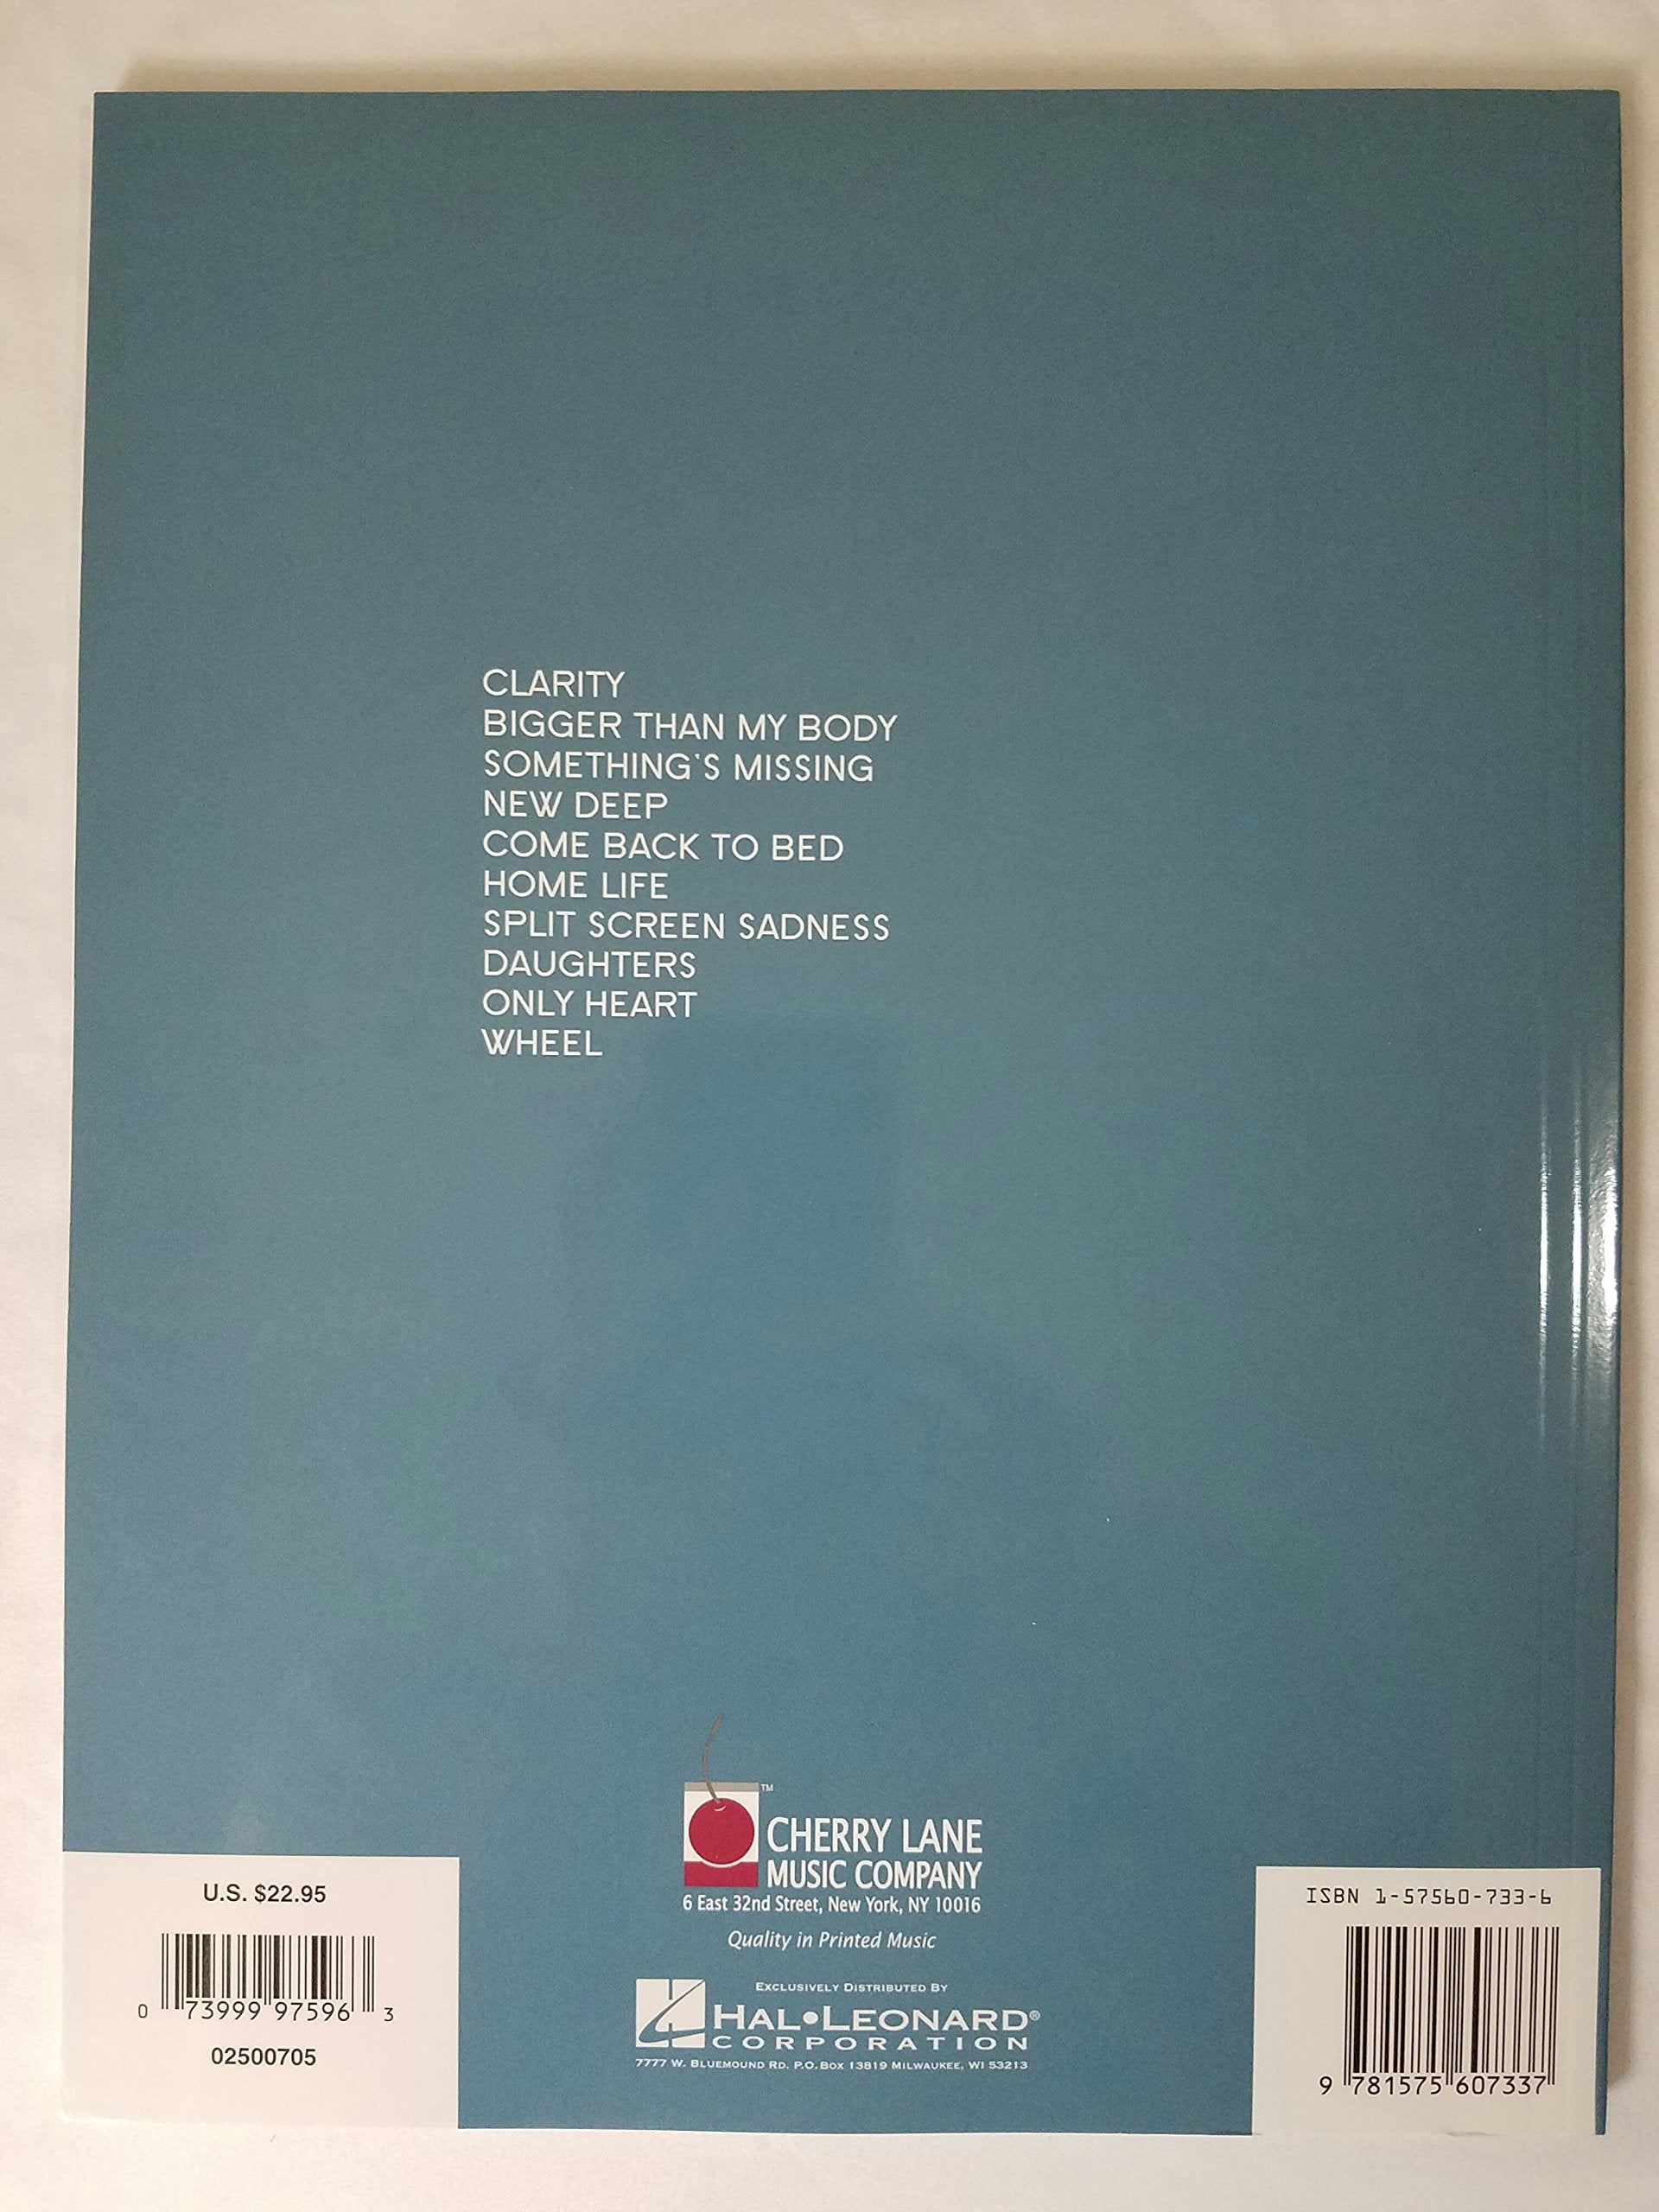 CLARITY
BIGGER THAN MY BODY
SOMETHING'S MISSING
NEW DEEP
COME BACK TO BED
HOME LIFE
SPLIT SCREEN SADNESS
DAUGHTERS
ONLY HEART
WHEEL
™
CHERRY LANE
MUSIC COMPANY
6 East 32nd Street, New York, NY 10016
Quality in Printed Music
EXCLUSIVELY DISTRIBUTED BY
HAL•LEONARD®
CORPORATION
7777 W. BLUEMOUND RD. P.O. BOX 13819 MILWAUKEE, WI 53213
U.S. $22.95
0 73999 97596 3
02500705
ISBN 1-57560-733-6
9 781575 607337